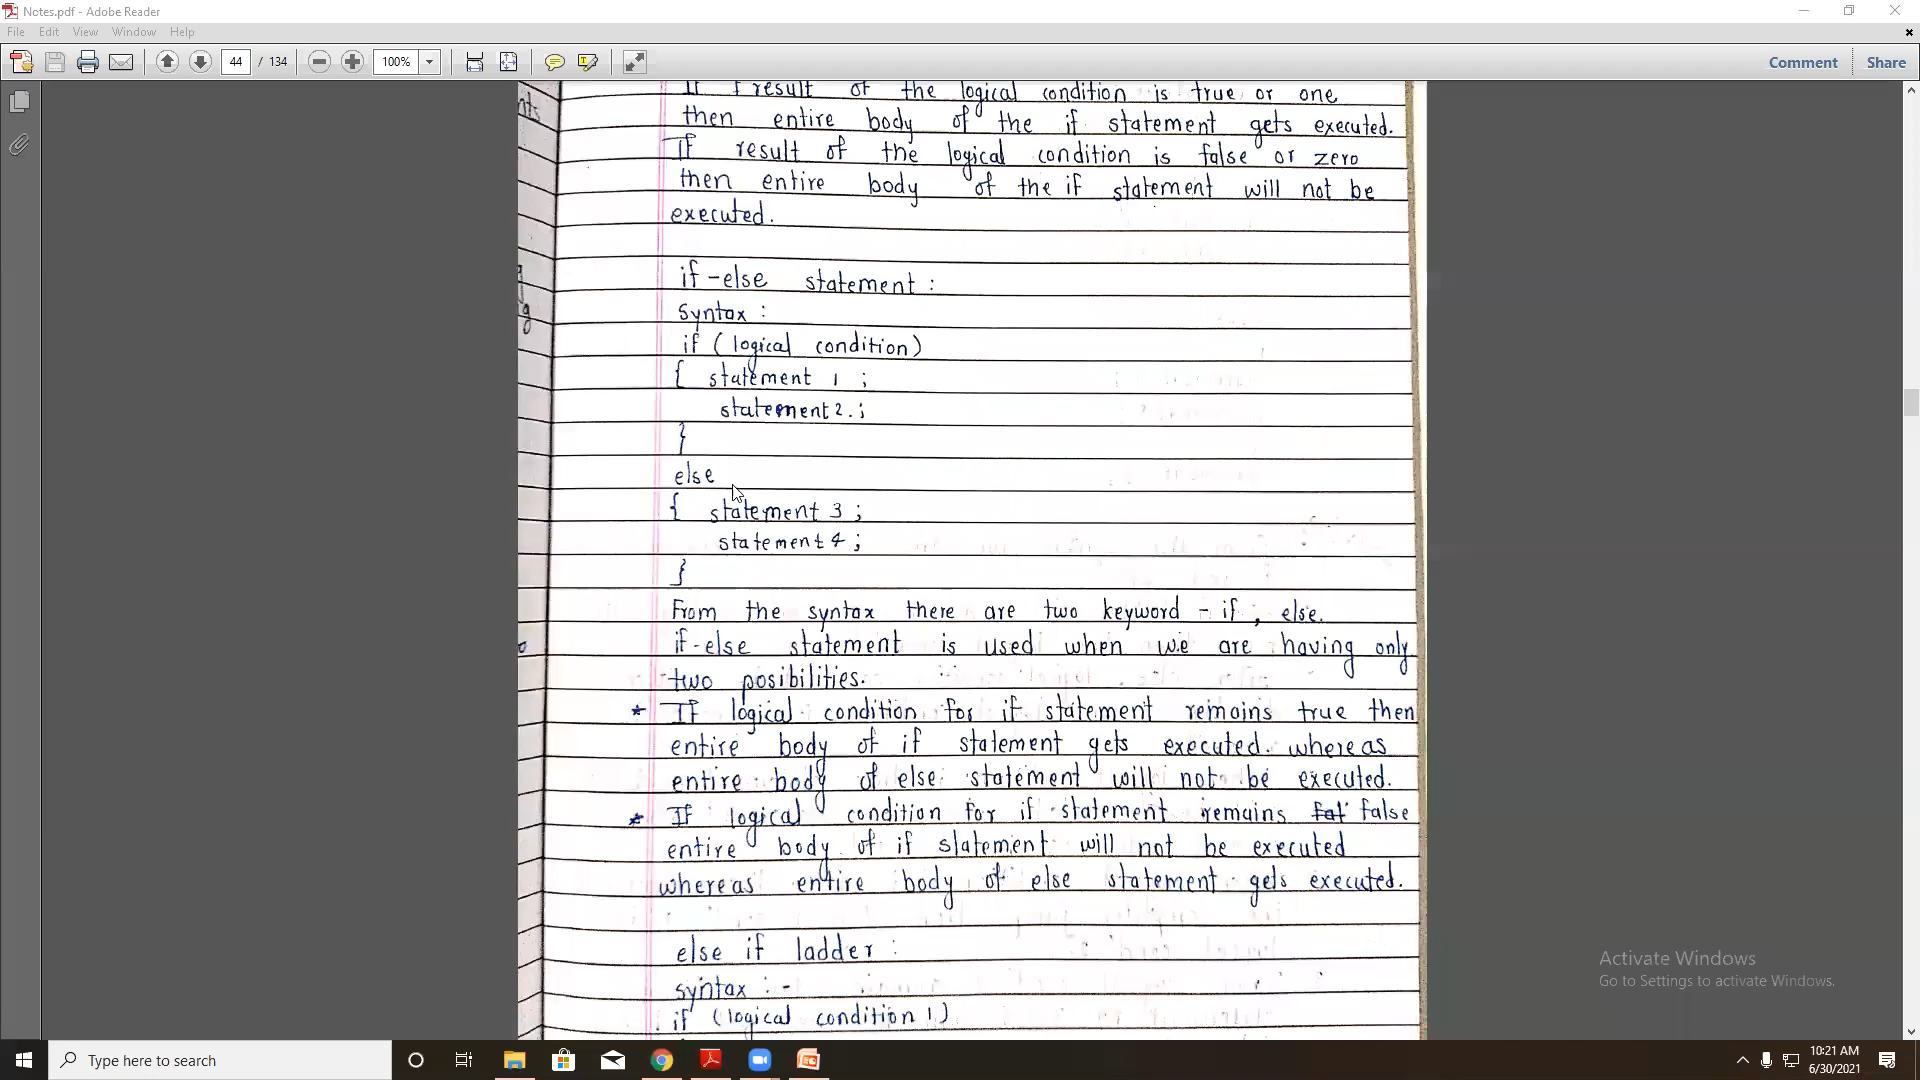 Notes.pdf - Adobe Reader
File Edit View Window Help
44 / 134 100% Comment Share
result of the logical condition is true or one
then entire body of the if statement gets executed.
If result of the logical condition is false or zero
then entire body of the if statement will not be
executed.
if-else statement :
Syntax :
if (logical condition)
{ statement 1 ;
statement 2. ;
}
else
{ statement 3 ;
statement 4 ;
}
From the syntax there are two keyword - if , else.
if-else statement is used when we are having only
two posibilities.
* If logical condition for if statement remains true then
entire body of if statement gets executed. whereas
entire body of else statement will not be executed.
* If logical condition for if statement remains fal false
entire body of if statement will not be executed
whereas entire body of else statement gets executed.
else if ladder :
syntax : -
if (logical condition 1)
Activate Windows
Go to Settings to activate Windows.
Type here to search
10:21 AM
6/30/2021